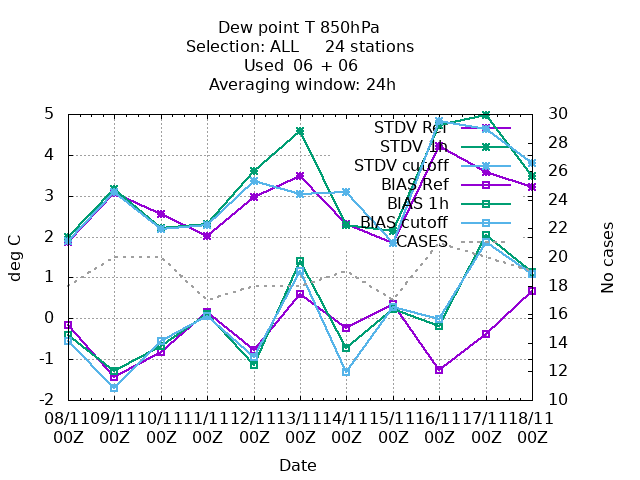 Dew point T 850hPa
Selection: ALL 24 stations
Used 06 + 06
Averaging window: 24h
5
4
3
2
1
0
-1
-2
deg C
30
28
26
24
22
20
18
16
14
12
10
No cases
STDV Ref
STDV 1h
STDV cutoff
BIAS Ref
BIAS 1h
BIAS cutoff
CASES
08/11 09/11 10/11 11/11 12/11 13/11 14/11 15/11 16/11 17/11 18/11
00Z 00Z 00Z 00Z 00Z 00Z 00Z 00Z 00Z 00Z 00Z
Date